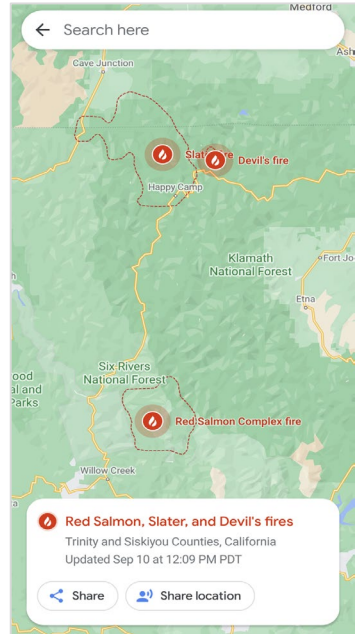 Medford
Search here
Ash
Cave Junction
Devil's fire
Happy Camp
Klamath
National Forest
Fort Jo
Etna
Six Rivers
National Forest
ood
al and
Parks
Red Salmon Complex fire
Willow Creek
Red Salmon, Slater, and Devil's fires
Trinity and Siskiyou Counties, California
Updated Sep 10 at 12:09 PM PDT
Share
Share location